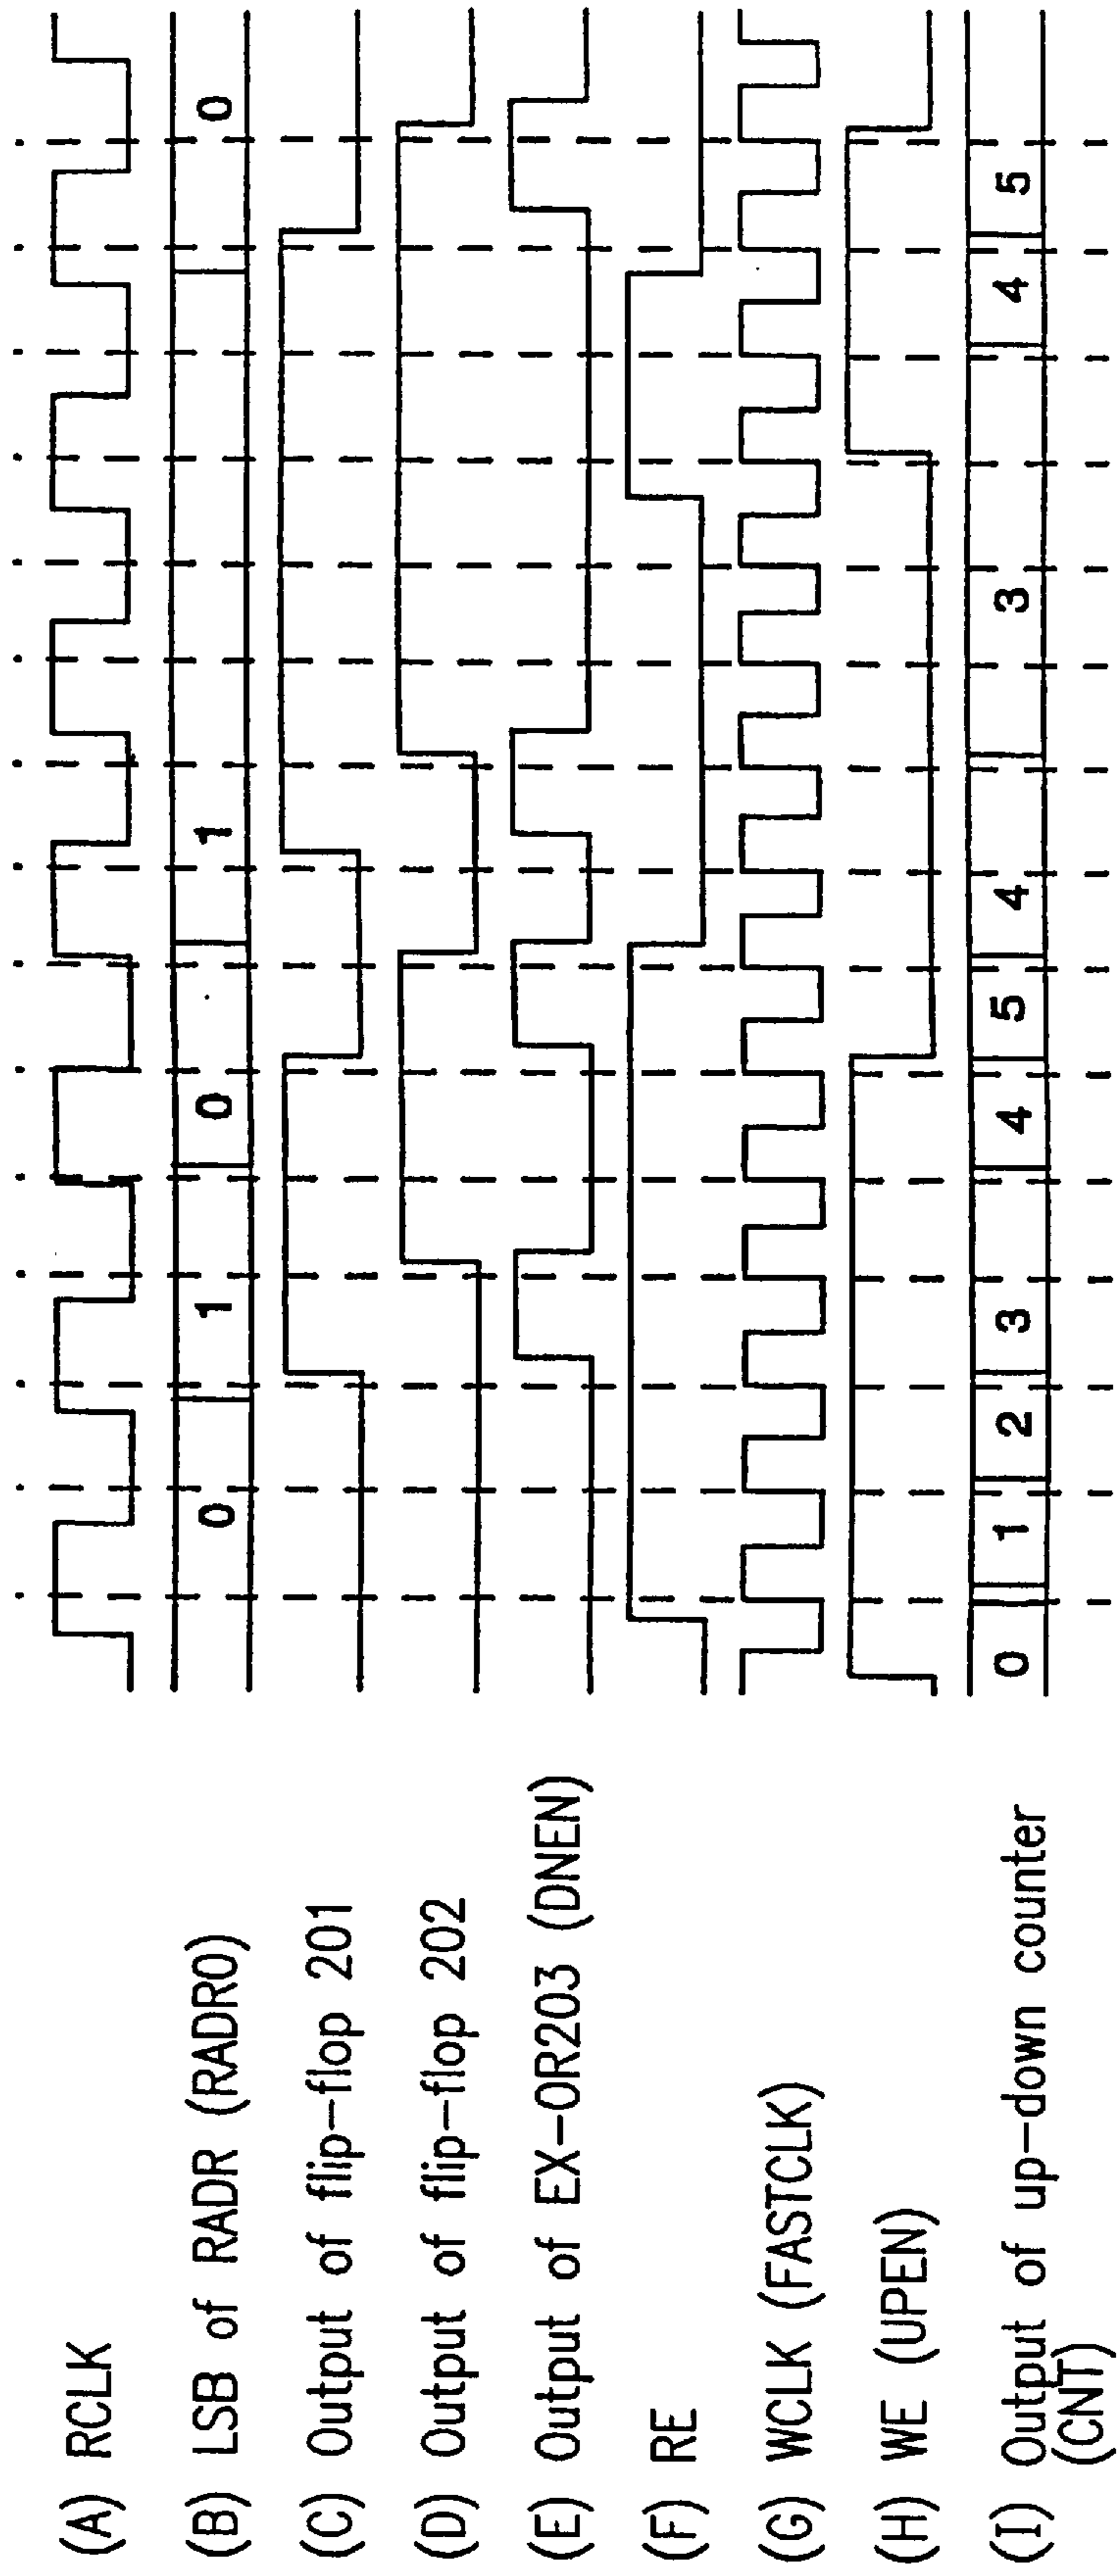 (A) RCLK
(B) LSB of RADR (RADR0) 0 1 0 1 0
(C) Output of flip-flop 201
(D) Output of flip-flop 202
(E) Output of EX-OR203 (DNEN)
(F) RE
(G) WCLK (FASTCLK)
(H) WE (UPEN)
(I) Output of up-down counter 0 1 2 3 4 5 4 3 4 5
(CNT)